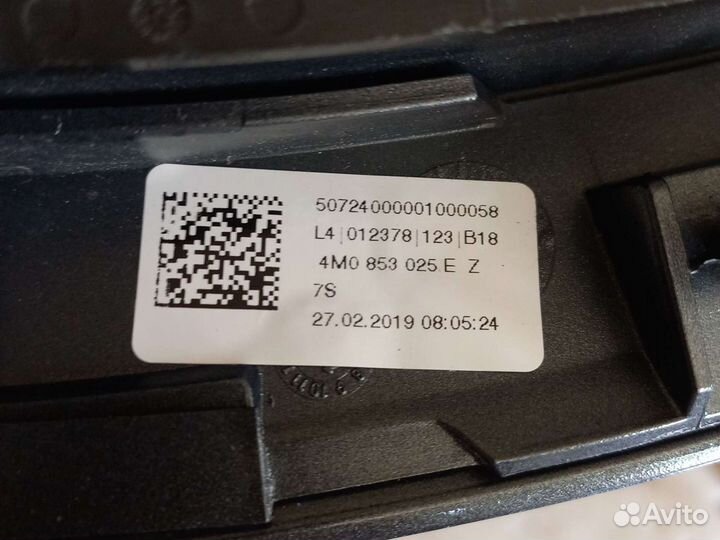 50724000001000058
L4|012378|123|B18
4M0 853 025 E Z
7S
27.02.2019 08:05:24
Avito